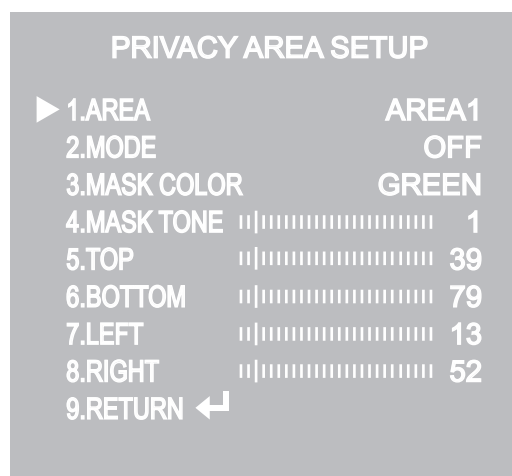 PRIVACY AREA SETUP
1.AREA AREA1
2.MODE OFF
3.MASK COLOR GREEN
4.MASK TONE 1
5.TOP 39
6.BOTTOM 79
7.LEFT 13
8.RIGHT 52
9.RETURN